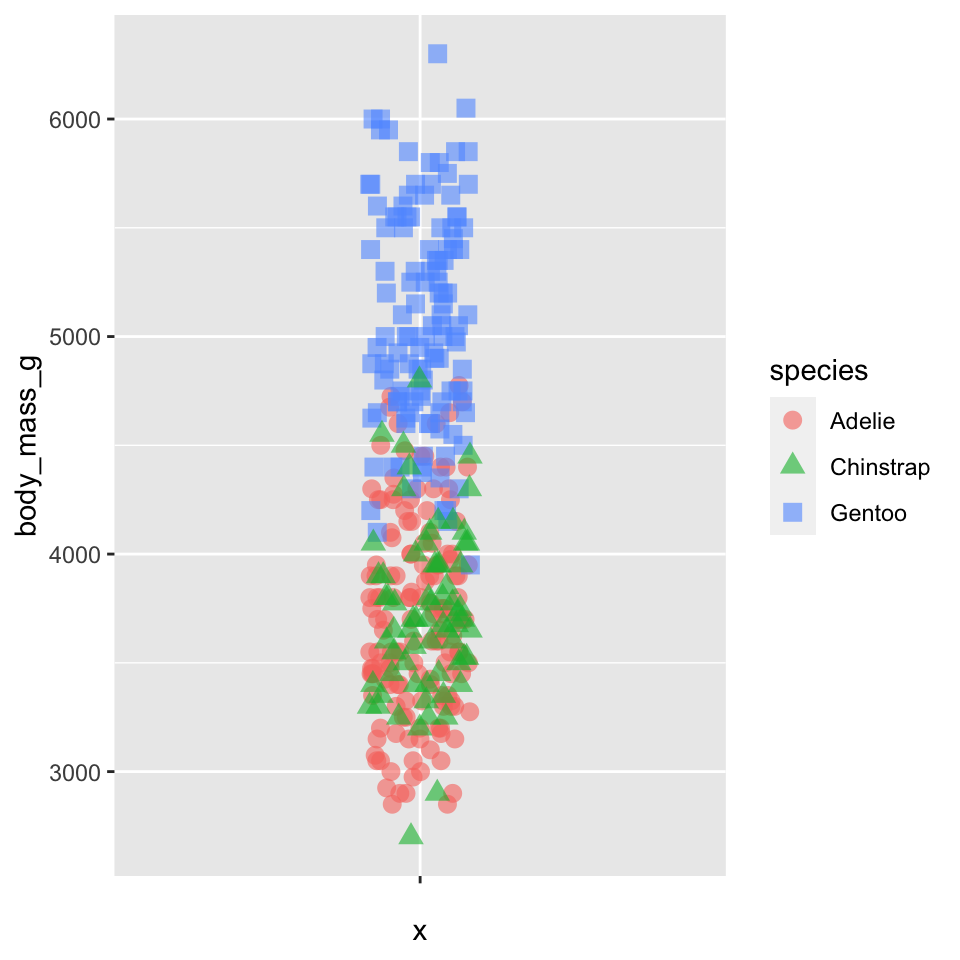 body_mass_g
6000
5000
4000
3000
x
species
Adelie
Chinstrap
Gentoo